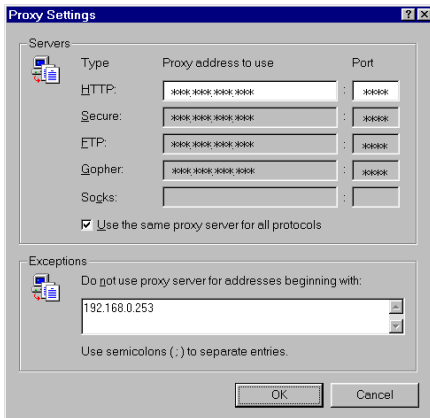 Proxy Settings
Servers
Type Proxy address to use Port
HTTP: ***.***.***.*** : ****
Secure: ***.***.***.*** : ****
FTP: ***.***.***.*** : ****
Gopher: ***.***.***.*** : ****
Socks: :
Use the same proxy server for all protocols
Exceptions
Do not use proxy server for addresses beginning with:
192.168.0.253
Use semicolons ( ; ) to separate entries.
OK Cancel